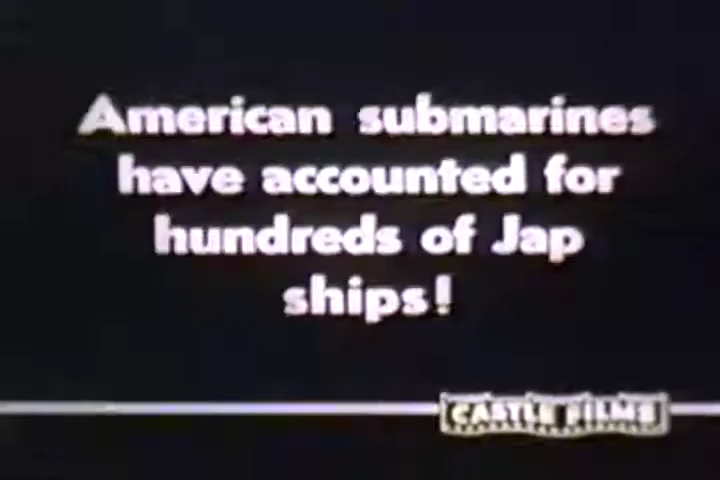 American submarines
have accounted for
hundreds of Jap
ships!
CASTLE FILMS